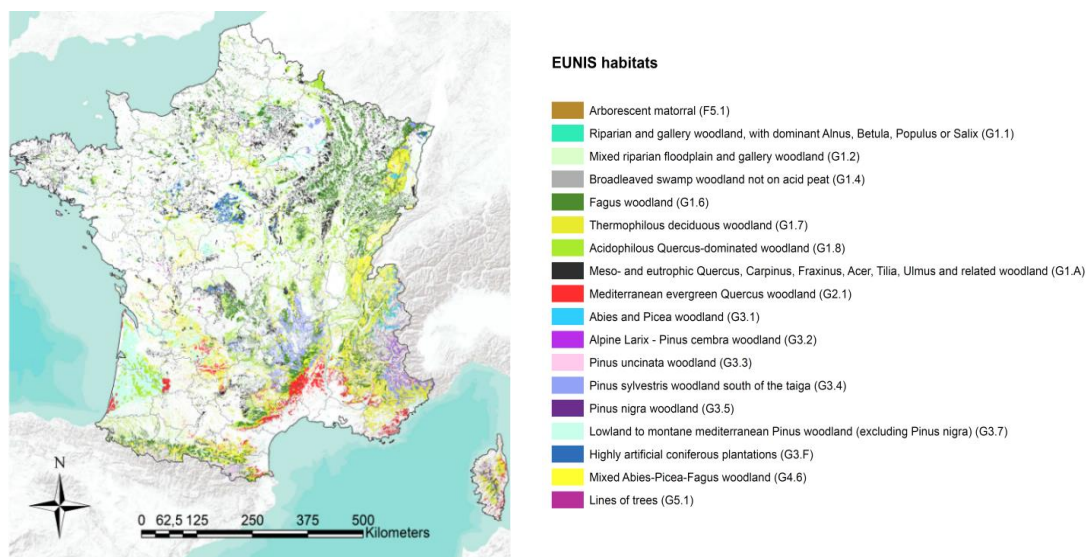 EUNIS habitats
Arborescent matorral (F5.1)
Riparian and gallery woodland, with dominant Alnus, Betula, Populus or Salix (G1.1)
Mixed riparian floodplain and gallery woodland (G1.2)
Broadleaved swamp woodland not on acid peat (G1.4)
Fagus woodland (G1.6)
Thermophilous deciduous woodland (G1.7)
Acidophilous Quercus-dominated woodland (G1.8)
Meso- and eutrophic Quercus, Carpinus, Fraxinus, Acer, Tilia, Ulmus and related woodland (G1.A)
Mediterranean evergreen Quercus woodland (G2.1)
Abies and Picea woodland (G3.1)
Alpine Larix - Pinus cembra woodland (G3.2)
Pinus uncinata woodland (G3.3)
Pinus sylvestris woodland south of the taiga (G3.4)
Pinus nigra woodland (G3.5)
Lowland to montane mediterranean Pinus woodland (excluding Pinus nigra) (G3.7)
Highly artificial coniferous plantations (G3.F)
Mixed Abies-Picea-Fagus woodland (G4.6)
Lines of trees (G5.1)
N
0 62,5 125 250 375 500
Kilometers